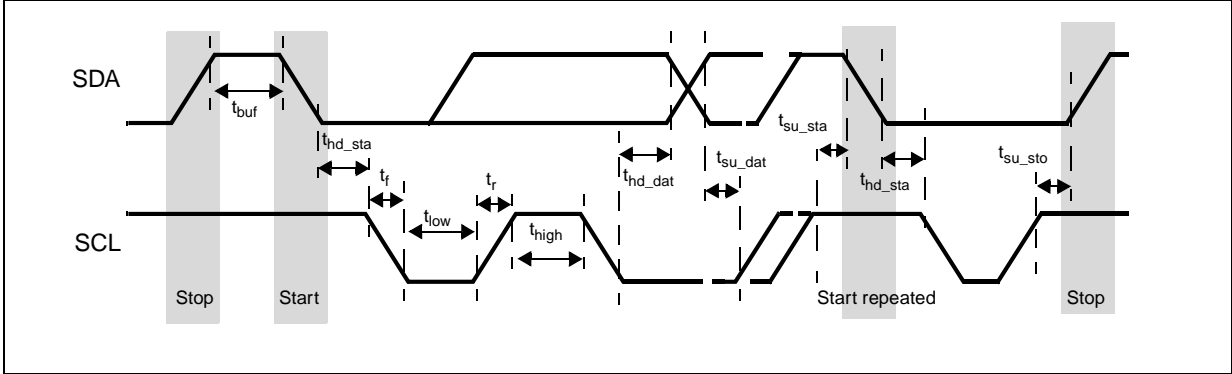 SDA
t_buf
t_hd_sta
t_f
t_low
t_r
t_high
t_hd_dat
t_su_dat
t_su_sta
t_hd_sta
t_su_sto
SCL
Stop
Start
Start repeated
Stop